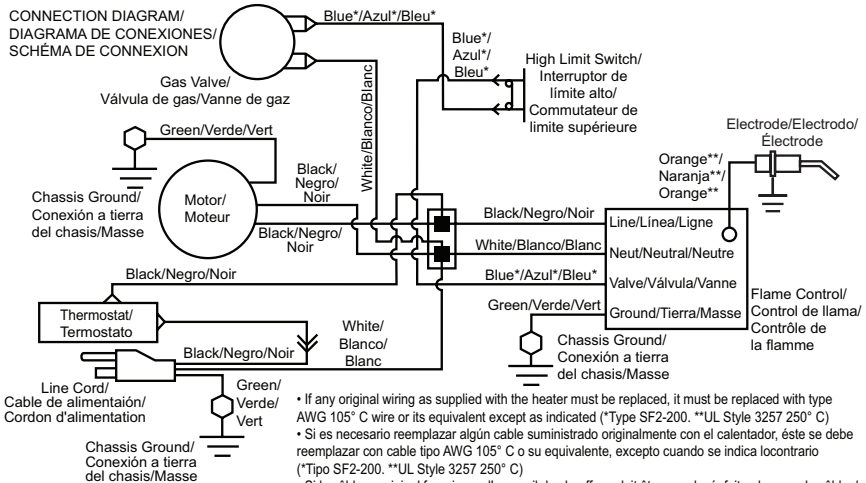 CONNECTION DIAGRAM/
DIAGRAMA DE CONEXIONES/
SCHÉMA DE CONNEXION
Blue*/Azul*/Bleu*
Gas Valve/
Válvula de gas/Vanne de gaz
White/Blanco/Blanc
Blue*/
Azul*/
Bleu*
High Limit Switch/
Interruptor de
límite alto/
Commutateur de
limite supérieure
Electrode/Electrodo/
Électrode
Orange**/
Naranja**/
Orange**
Green/Verde/Vert
Chassis Ground/
Conexión a tierra
del chasis/Masse
Motor/
Moteur
Black/
Negro/
Noir
Black/Negro/
Noir
Black/Negro/Noir
White/Blanco/Blanc
Blue*/Azul*/Bleu*
Green/Verde/Vert
Line/Línea/Ligne
Neut/Neutral/Neutre
Valve/Válvula/Vanne
Ground/Tierra/Masse
Flame Control/
Control de llama/
Contrôle de
la flamme
Chassis Ground/
Conexión a tierra
del chasis/Masse
Black/Negro/Noir
Thermostat/
Termostato
Black/Negro/Noir
White/
Blanco/
Blanc
Line Cord/
Cable de alimentaión/
Cordon d'alimentation
Green/
Verde/
Vert
Chassis Ground/
Conexión a tierra
del chasis/Masse
• If any original wiring as supplied with the heater must be replaced, it must be replaced with type
AWG 105° C wire or its equivalent except as indicated (*Type SF2-200. **UL Style 3257 250° C)
• Si es necesario reemplazar algún cable suministrado originalmente con el calentador, éste se debe
reemplazar con cable tipo AWG 105° C o su equivalente, excepto cuando se indica locontrario
(*Tipo SF2-200. **UL Style 3257 250° C)